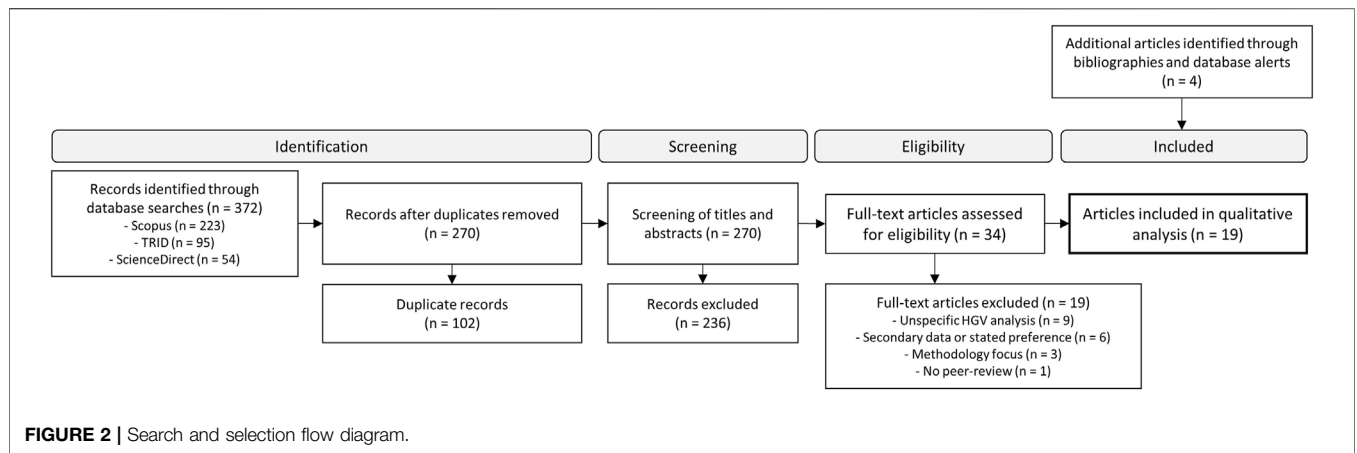 Additional articles identified through
bibliographies and database alerts
(n = 4)
Identification
Screening
Eligibility
Included
Records identified through
database searches (n = 372)
- Scopus (n = 223)
- TRID (n = 95)
- ScienceDirect (n = 54)
Records after duplicates removed
(n = 270)
Screening of titles and
abstracts (n = 270)
Full-text articles assessed
for eligibility (n = 34)
Articles included in qualitative
analysis (n = 19)
Duplicate records
(n = 102)
Records excluded
(n = 236)
Full-text articles excluded (n = 19)
- Unspecific HGV analysis (n = 9)
- Secondary data or stated preference (n = 6)
- Methodology focus (n = 3)
- No peer-review (n = 1)
FIGURE 2 | Search and selection flow diagram.